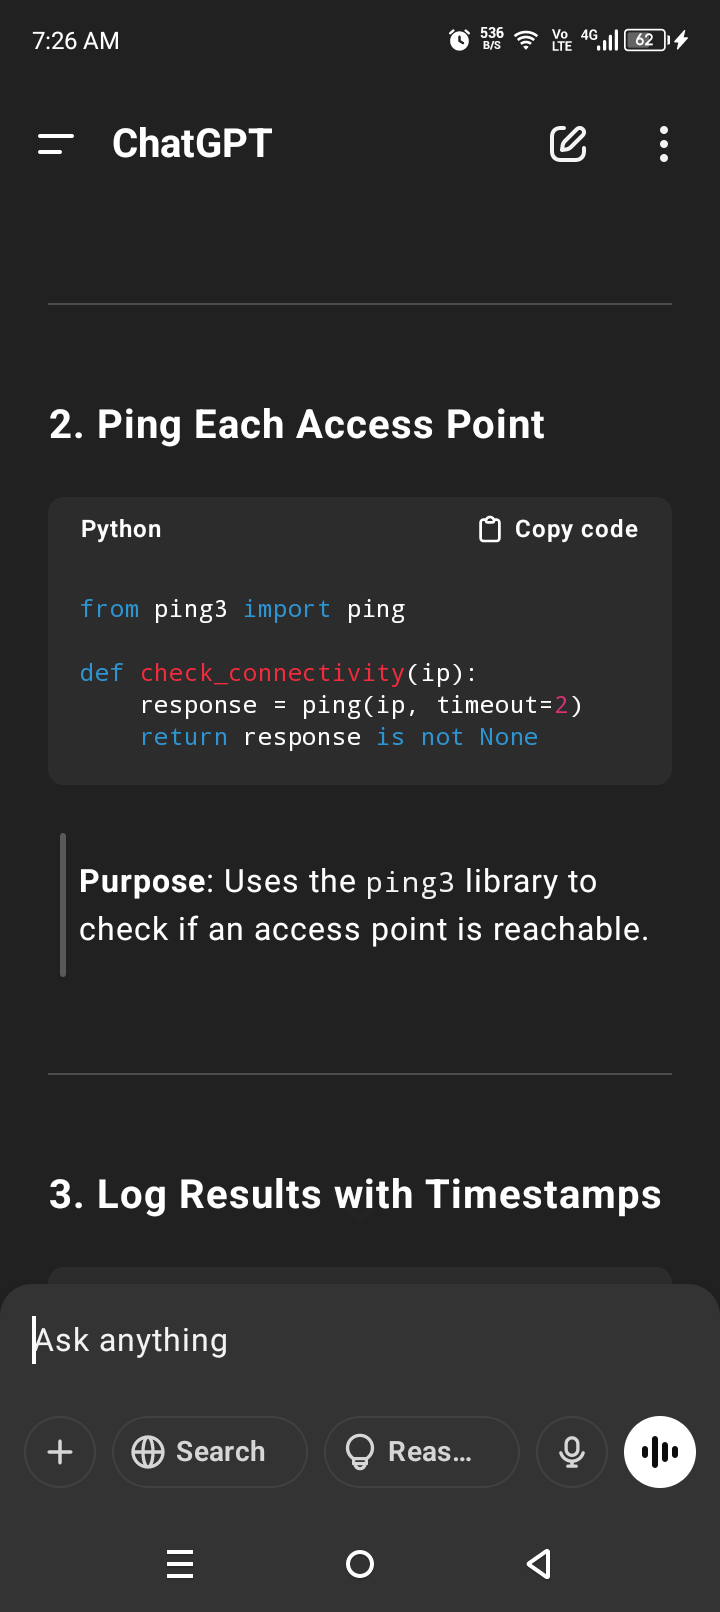 7:26 AM
536
B/S
Vo
LTE
4G
62
ChatGPT
2. Ping Each Access Point
Python
Copy code
from ping3 import ping
def check_connectivity(ip):
    response = ping(ip, timeout=2)
    return response is not None
Purpose: Uses the ping3 library to
check if an access point is reachable.
3. Log Results with Timestamps
Ask anything
Search
Reas...